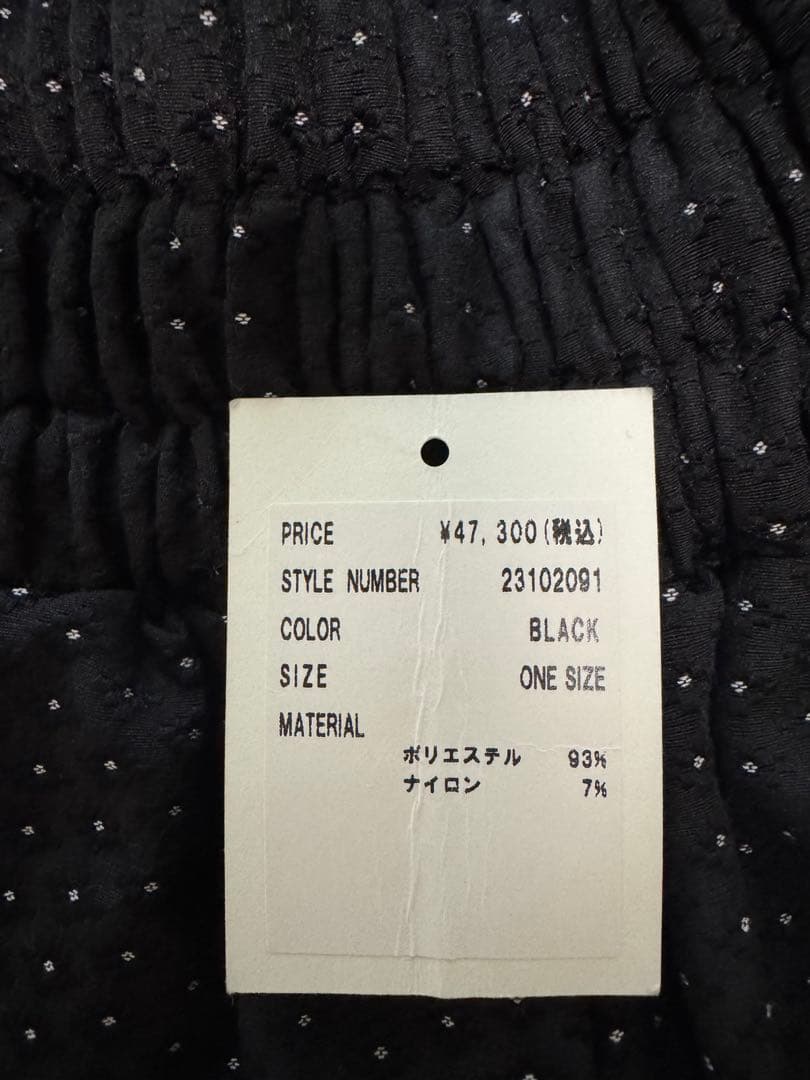 PRICE ¥47,300(税込)
STYLE NUMBER 23102091
COLOR BLACK
SIZE ONE SIZE
MATERIAL
ポリエステル 93%
ナイロン 7%